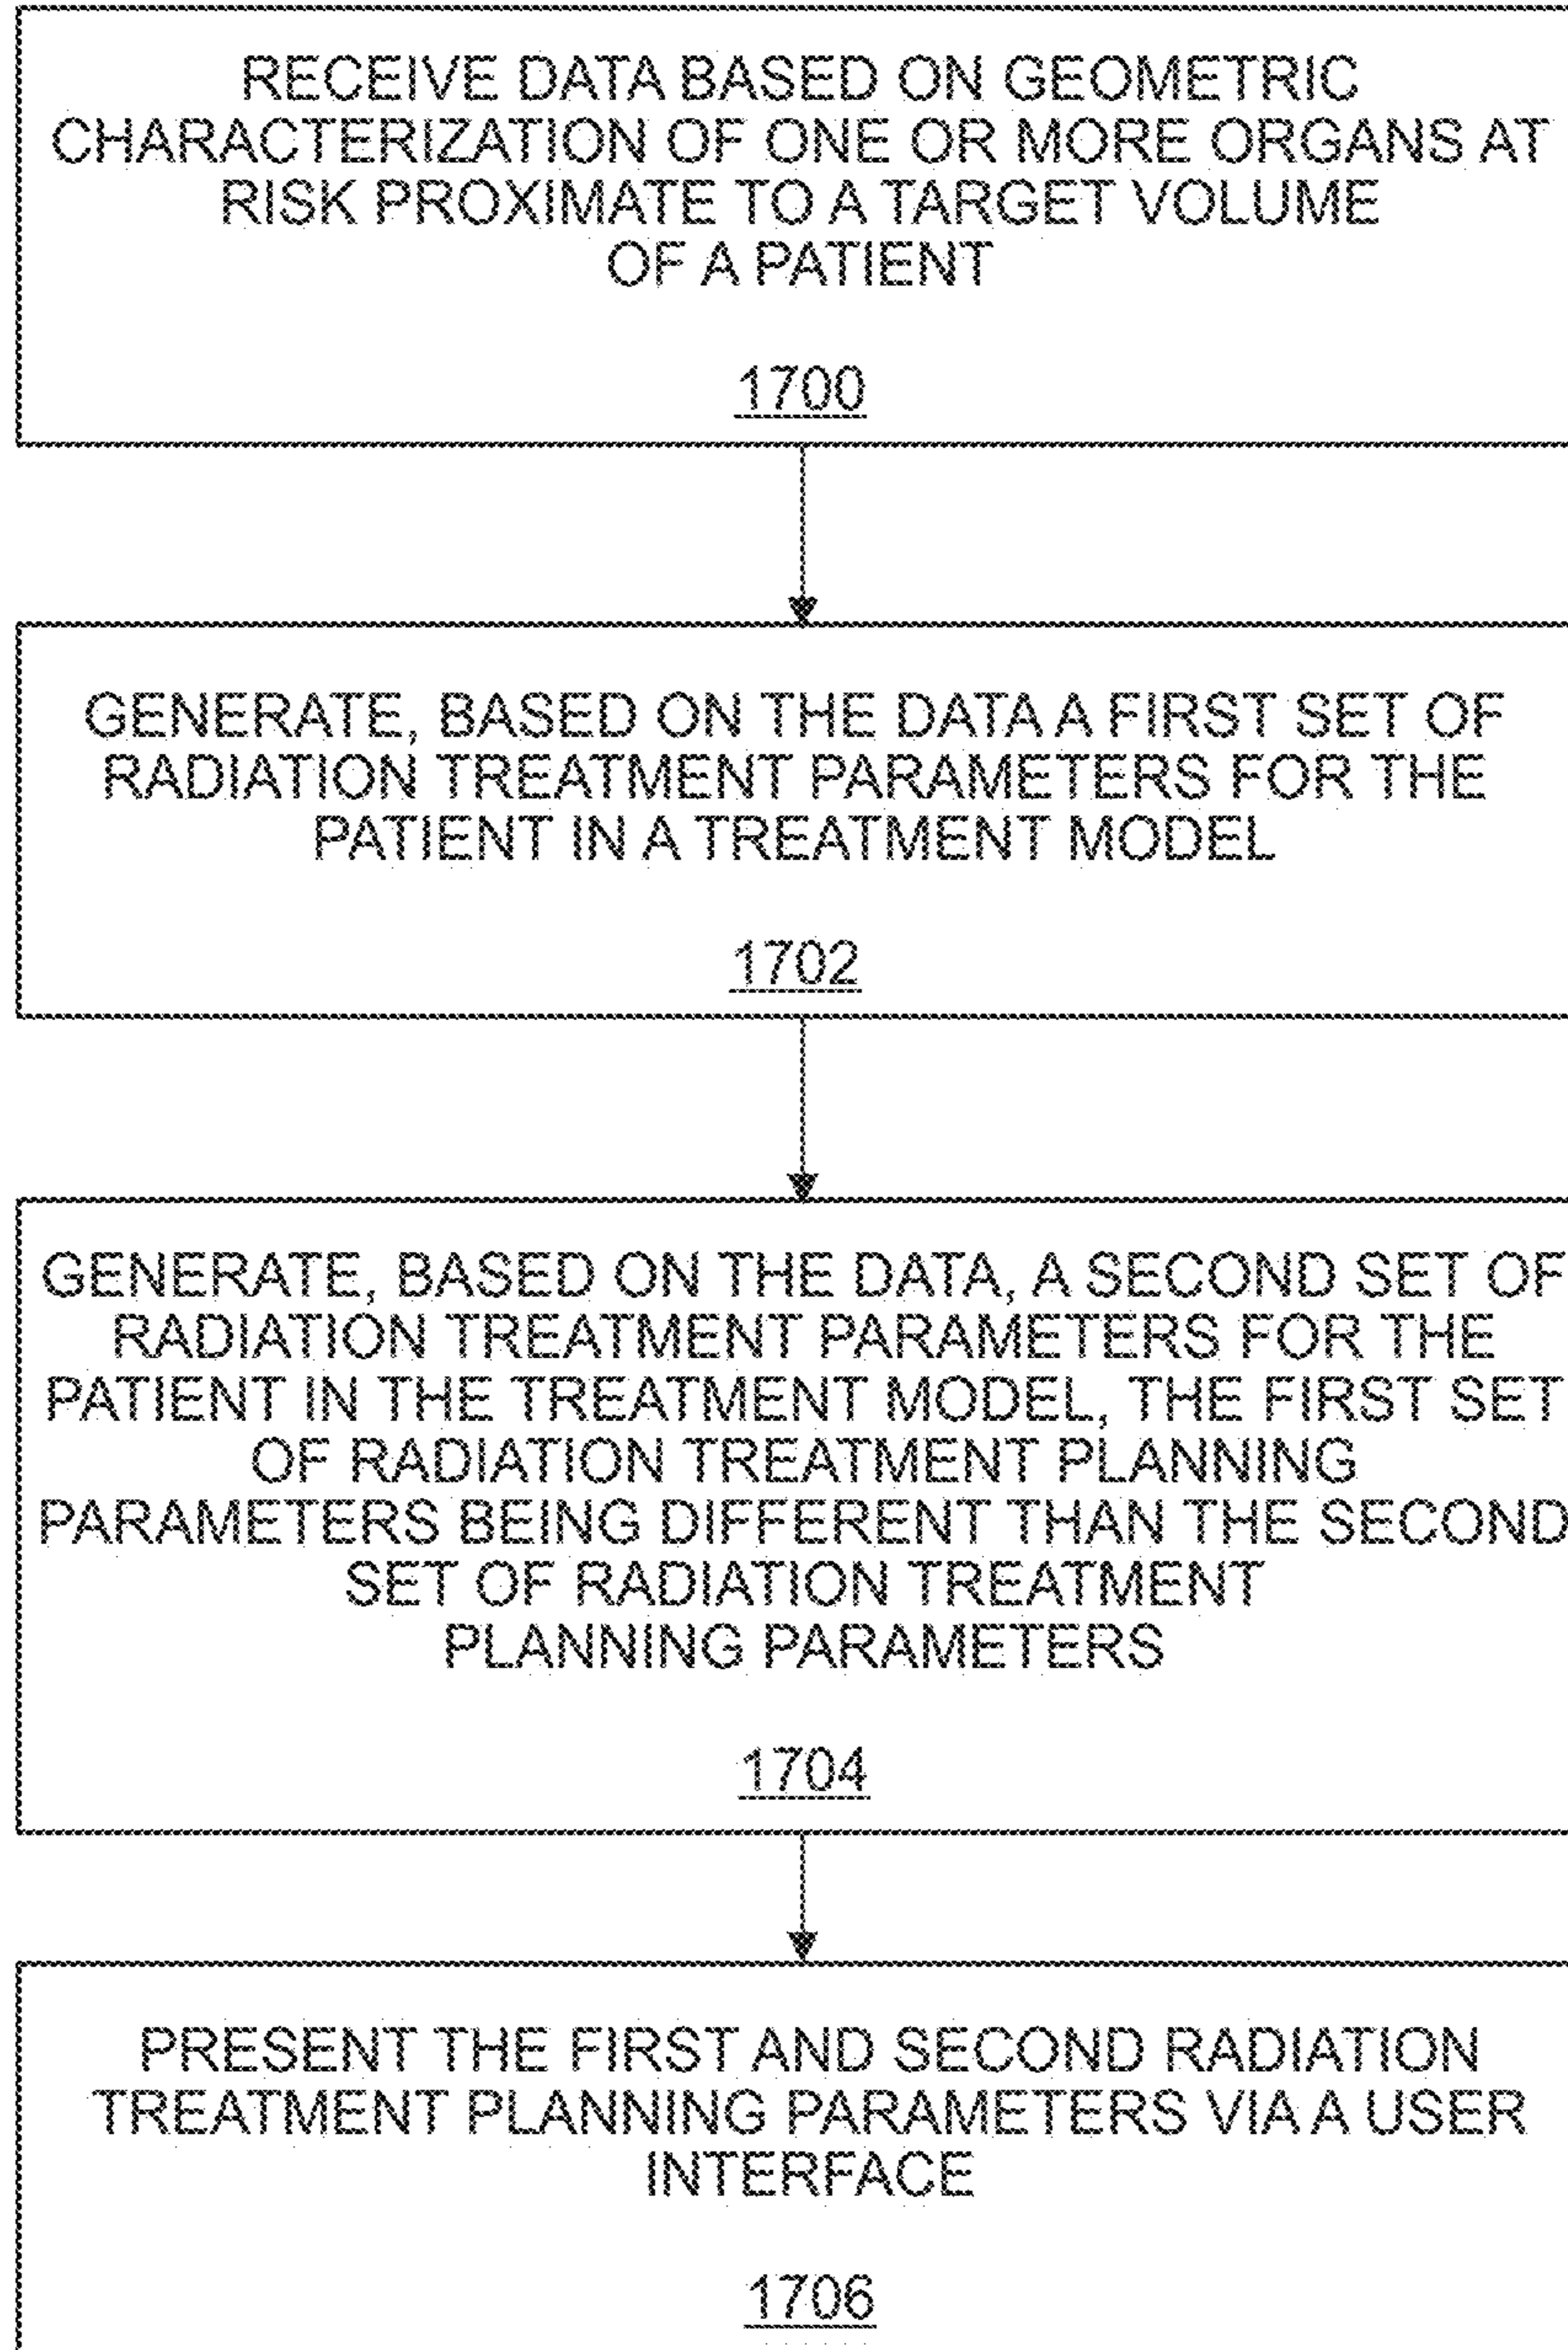 RECEIVE DATA BASED ON GEOMETRIC
CHARACTERIZATION OF ONE OR MORE ORGANS AT
RISK PROXIMATE TO A TARGET VOLUME
OF A PATIENT
1700
GENERATE, BASED ON THE DATA A FIRST SET OF
RADIATION TREATMENT PARAMETERS FOR THE
PATIENT IN A TREATMENT MODEL
1702
GENERATE, BASED ON THE DATA, A SECOND SET OF
RADIATION TREATMENT PARAMETERS FOR THE
PATIENT IN THE TREATMENT MODEL, THE FIRST SET
OF RADIATION TREATMENT PLANNING
PARAMETERS BEING DIFFERENT THAN THE SECOND
SET OF RADIATION TREATMENT
PLANNING PARAMETERS
1704
PRESENT THE FIRST AND SECOND RADIATION
TREATMENT PLANNING PARAMETERS VIA A USER
INTERFACE
1706